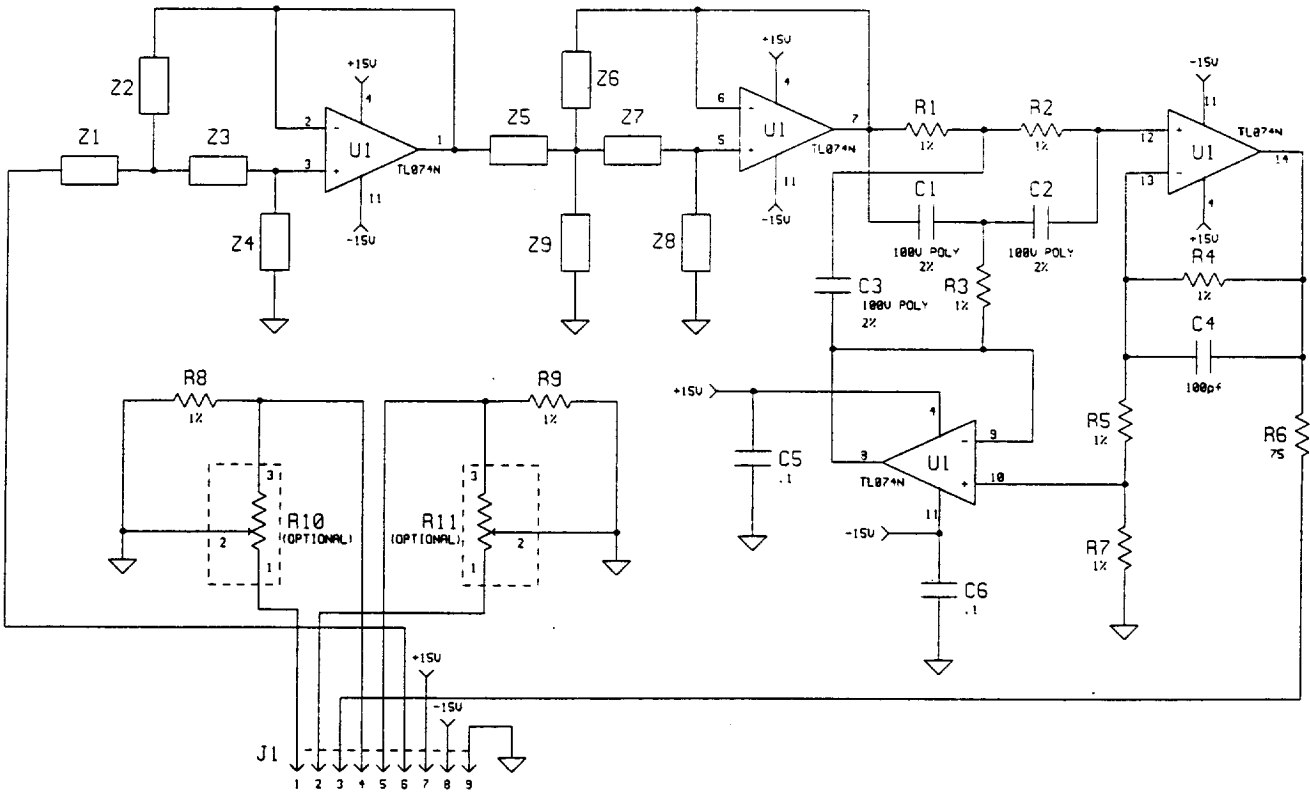 Z1
Z2
Z3
Z4
+15V
4
2
-
3
+
U1
1
TL074N
11
-15V
Z5
Z6
Z7
Z8
Z9
+15V
4
6
-
5
+
U1
7
TL074N
11
-15V
R1
1%
R2
1%
C1
100V POLY
2%
C2
100V POLY
2%
C3
100V POLY
2%
R3
1%
-15V
11
12
+
13
-
U1
TL074N
14
4
+15V
R4
1%
C4
100pf
R5
1%
R6
75
R7
1%
+15V
4
9
-
10
+
U1
8
TL074N
11
-15V
C5
.1
C6
.1
R8
1%
R9
1%
3
R10
(OPTIONAL)
2
1
3
R11
(OPTIONAL)
2
1
+15V
-15V
J1
1 2 3 4 5 6 7 8 9